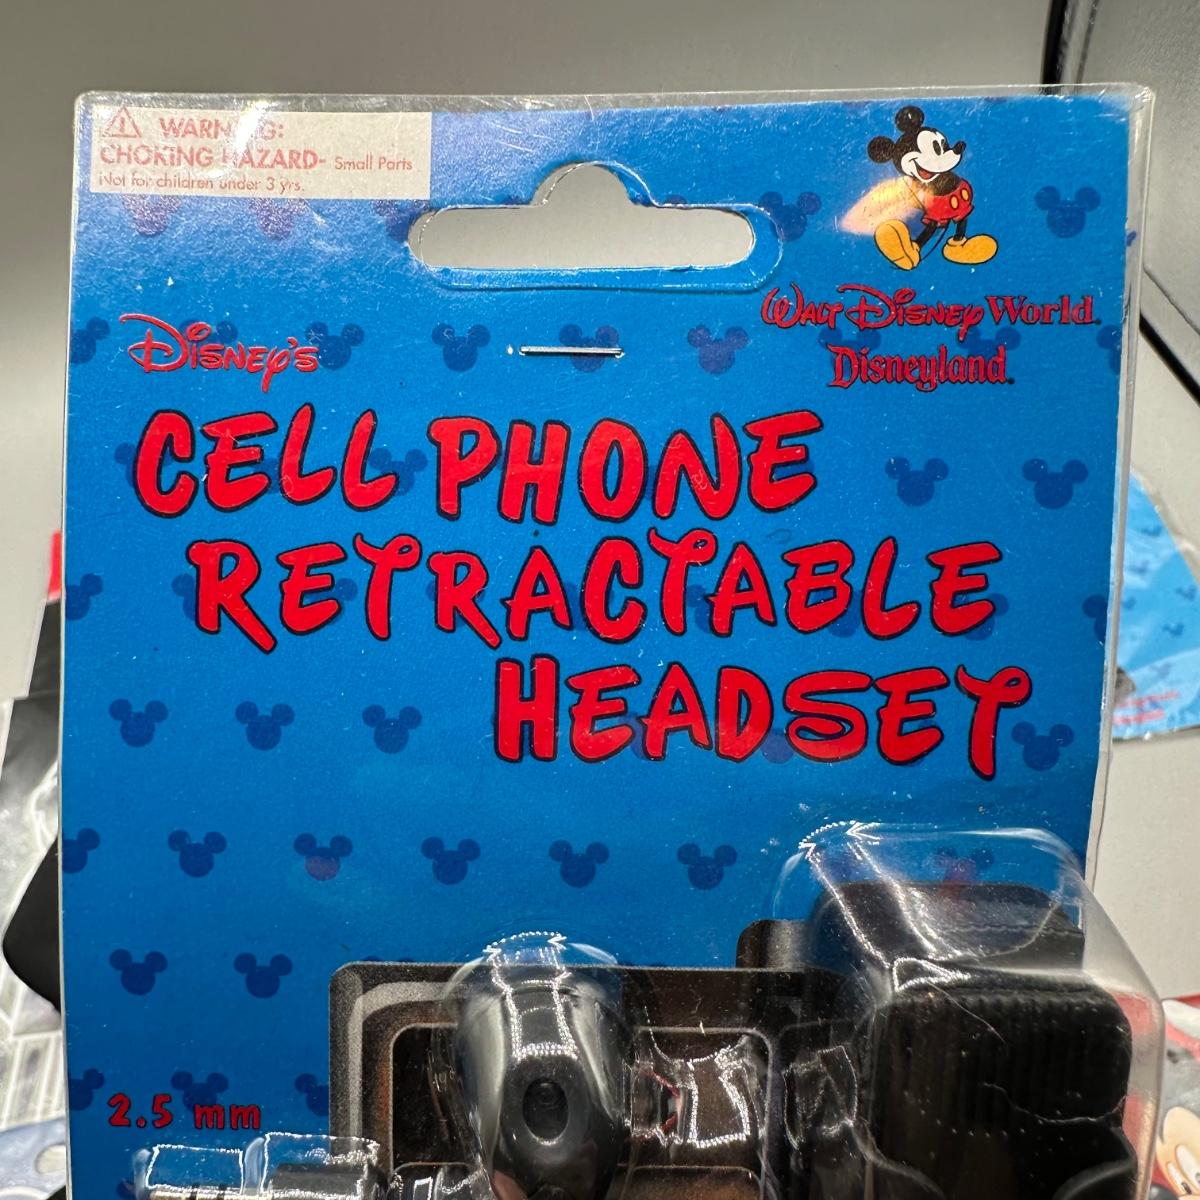 WARNING:
CHOKING HAZARD- Small Parts
Not for children under 3 yrs.
Walt Disney World.
Disneyland.
Disney's
CELL PHONE
RETRACTABLE
HEADSET
2.5 mm